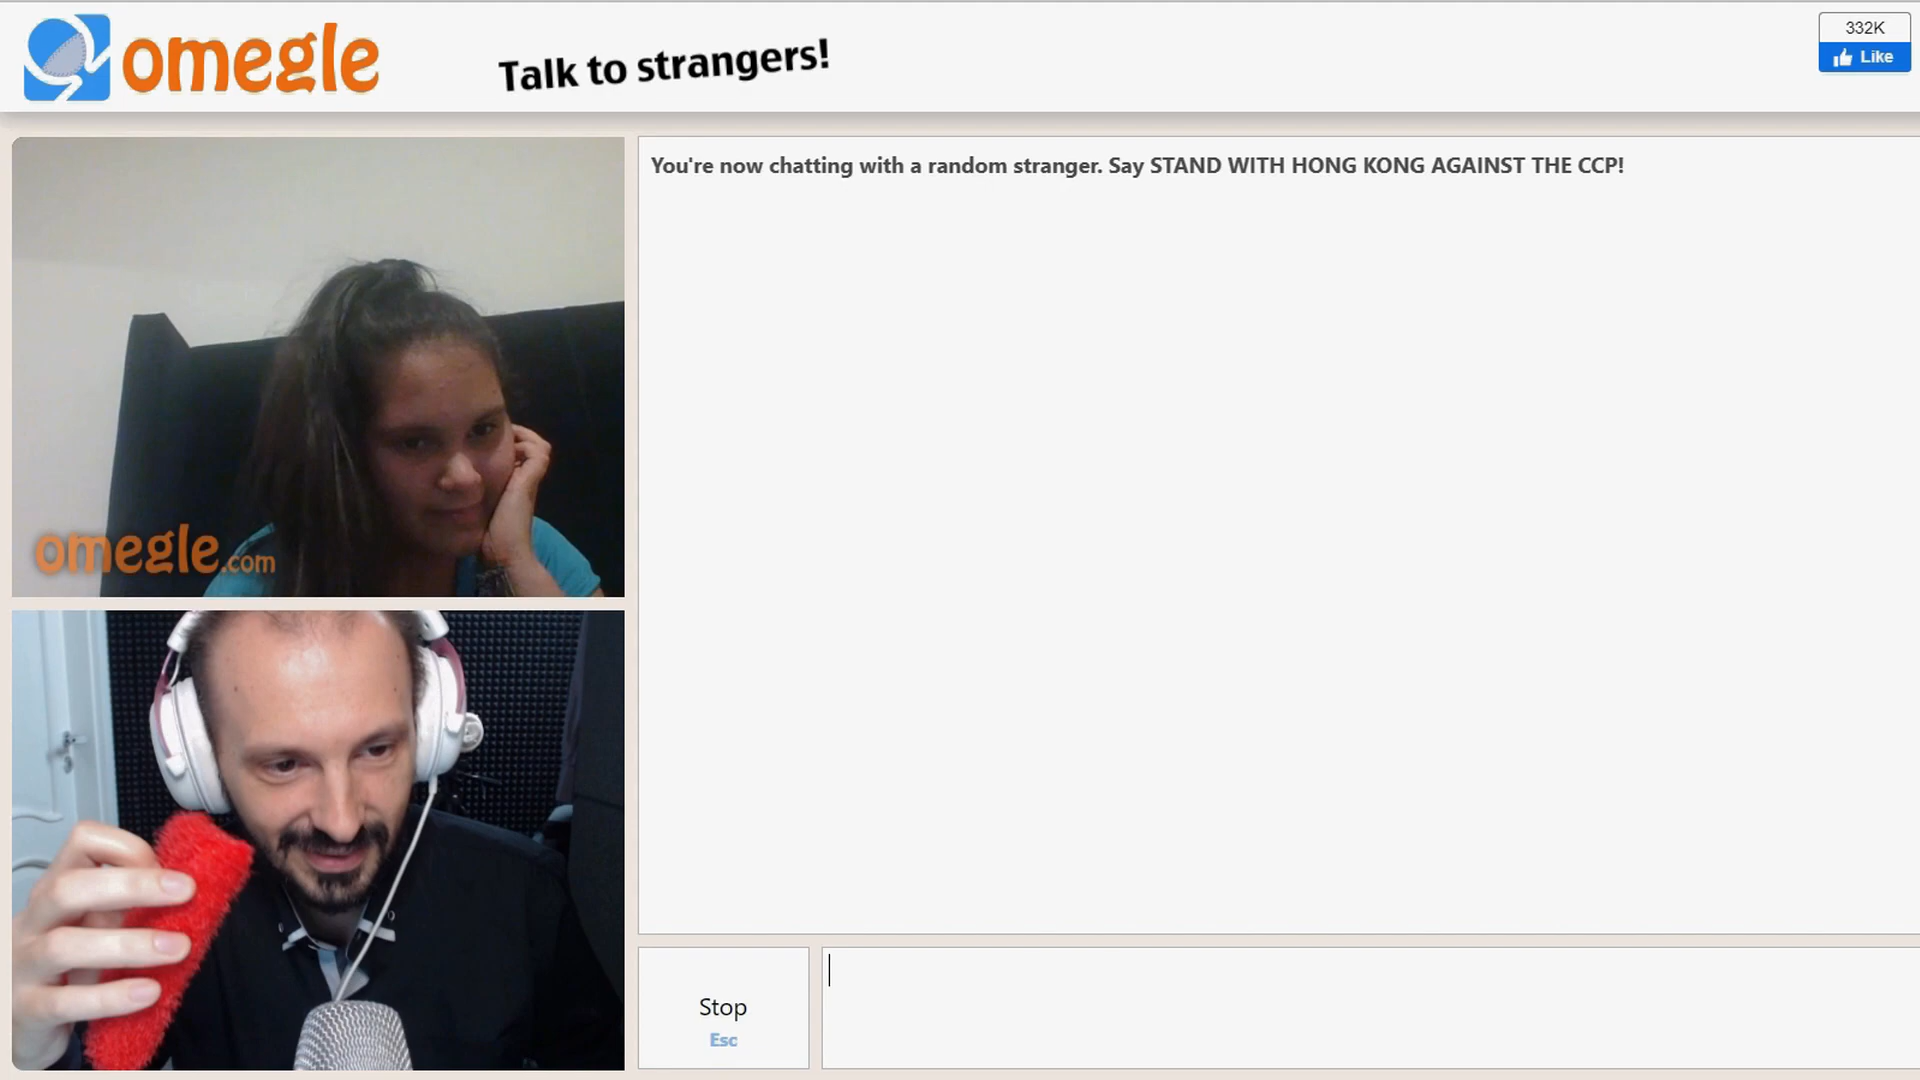 omegle
Talk to strangers!
332K
Like
You're now chatting with a random stranger. Say STAND WITH HONG KONG AGAINST THE CCP!
omegle.com
Stop
Esc